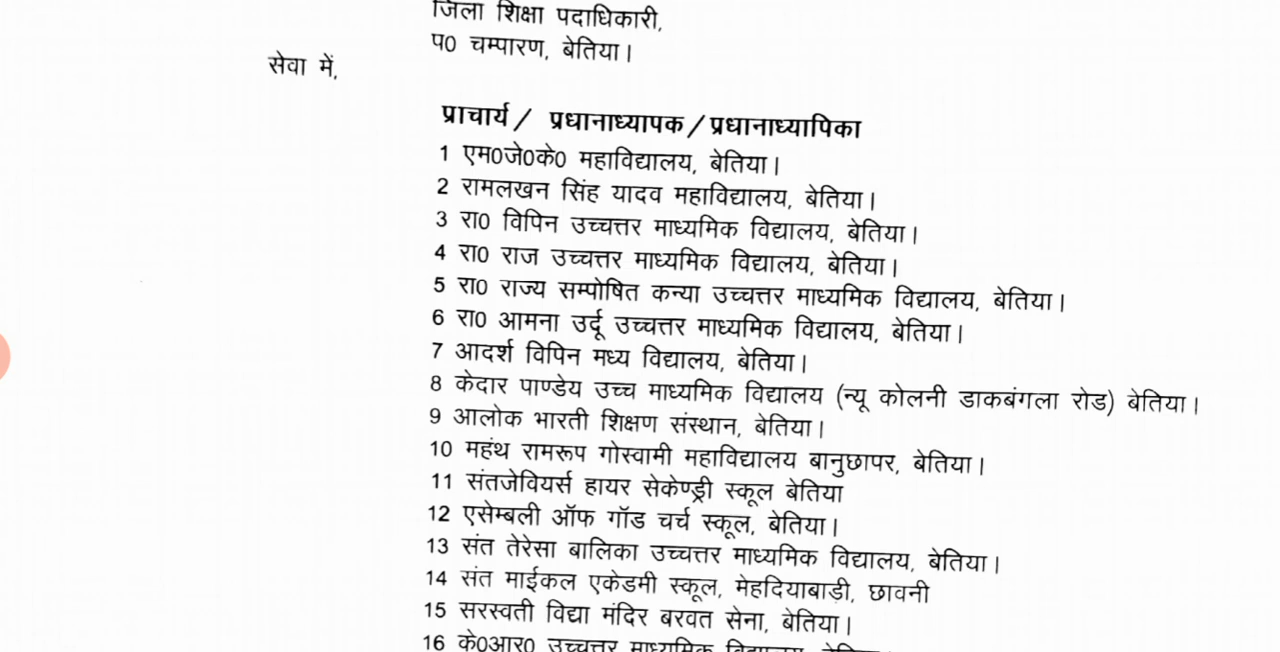 जिला शिक्षा पदाधिकारी,
प0 चम्पारण, बेतिया।
सेवा में,
प्राचार्य / प्रधानाध्यापक / प्रधानाध्यापिका
1 एम0जे0के0 महाविद्यालय, बेतिया।
2 रामलखन सिंह यादव महाविद्यालय, बेतिया।
3 रा0 विपिन उच्चत्तर माध्यमिक विद्यालय, बेतिया।
4 रा0 राज उच्चत्तर माध्यमिक विद्यालय, बेतिया।
5 रा0 राज्य सम्पोषित कन्या उच्चत्तर माध्यमिक विद्यालय, बेतिया।
6 रा0 आमना उर्दू उच्चत्तर माध्यमिक विद्यालय, बेतिया।
7 आदर्श विपिन मध्य विद्यालय, बेतिया।
8 केदार पाण्डेय उच्च माध्यमिक विद्यालय (न्यू कोलनी डाकबंगला रोड) बेतिया।
9 आलोक भारती शिक्षण संस्थान, बेतिया।
10 महंथ रामरूप गोस्वामी महाविद्यालय बानुछापर, बेतिया।
11 संतजेवियर्स हायर सेकेण्ड्री स्कूल बेतिया
12 एसेम्बली ऑफ गॉड चर्च स्कूल, बेतिया।
13 संत तेरेसा बालिका उच्चत्तर माध्यमिक विद्यालय, बेतिया।
14 संत माईकल एकेडमी स्कूल, मेहदियाबाड़ी, छावनी
15 सरस्वती विद्या मंदिर बरवत सेना, बेतिया।
16 के0आर0 उच्चत्तर माध्यमिक विद्यालय, बेतिया।